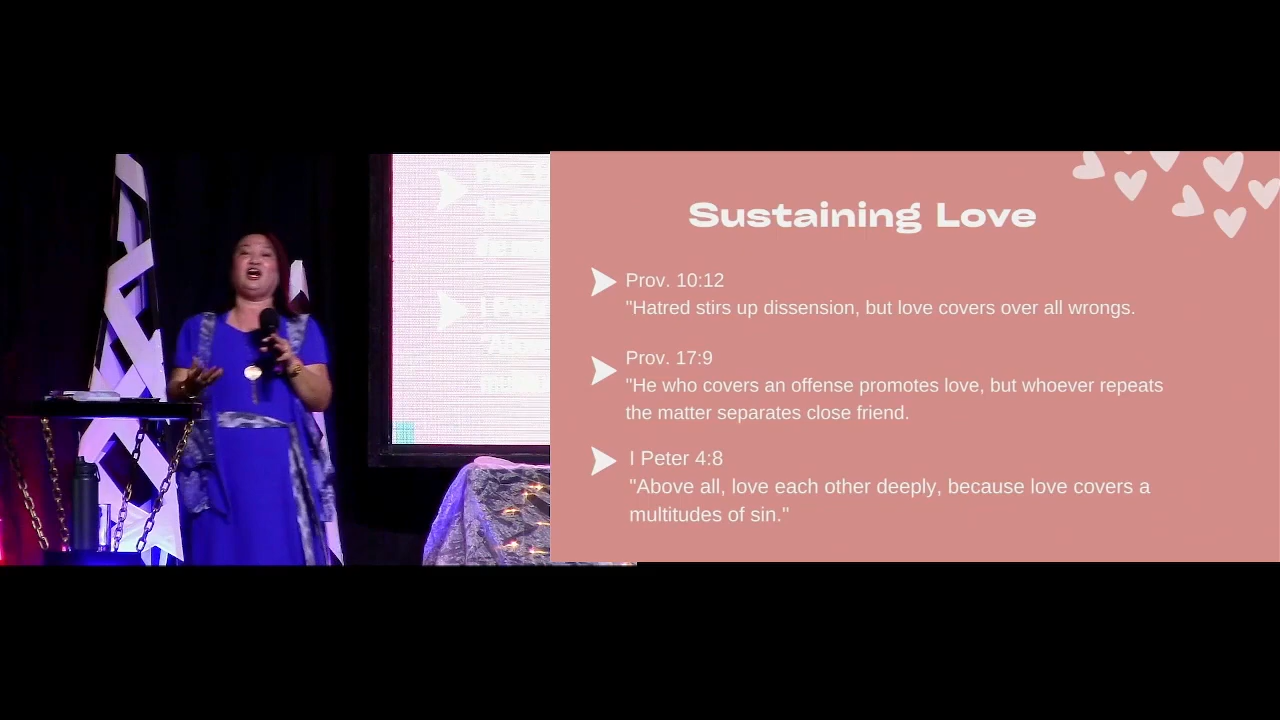 Sustaining Love
Prov. 10:12
"Hatred stirs up dissension, but love covers over all wrongs.
Prov. 17:9
"He who covers an offense promotes love, but whoever repeats
the matter separates close friend.
I Peter 4:8
"Above all, love each other deeply, because love covers a
multitudes of sin."